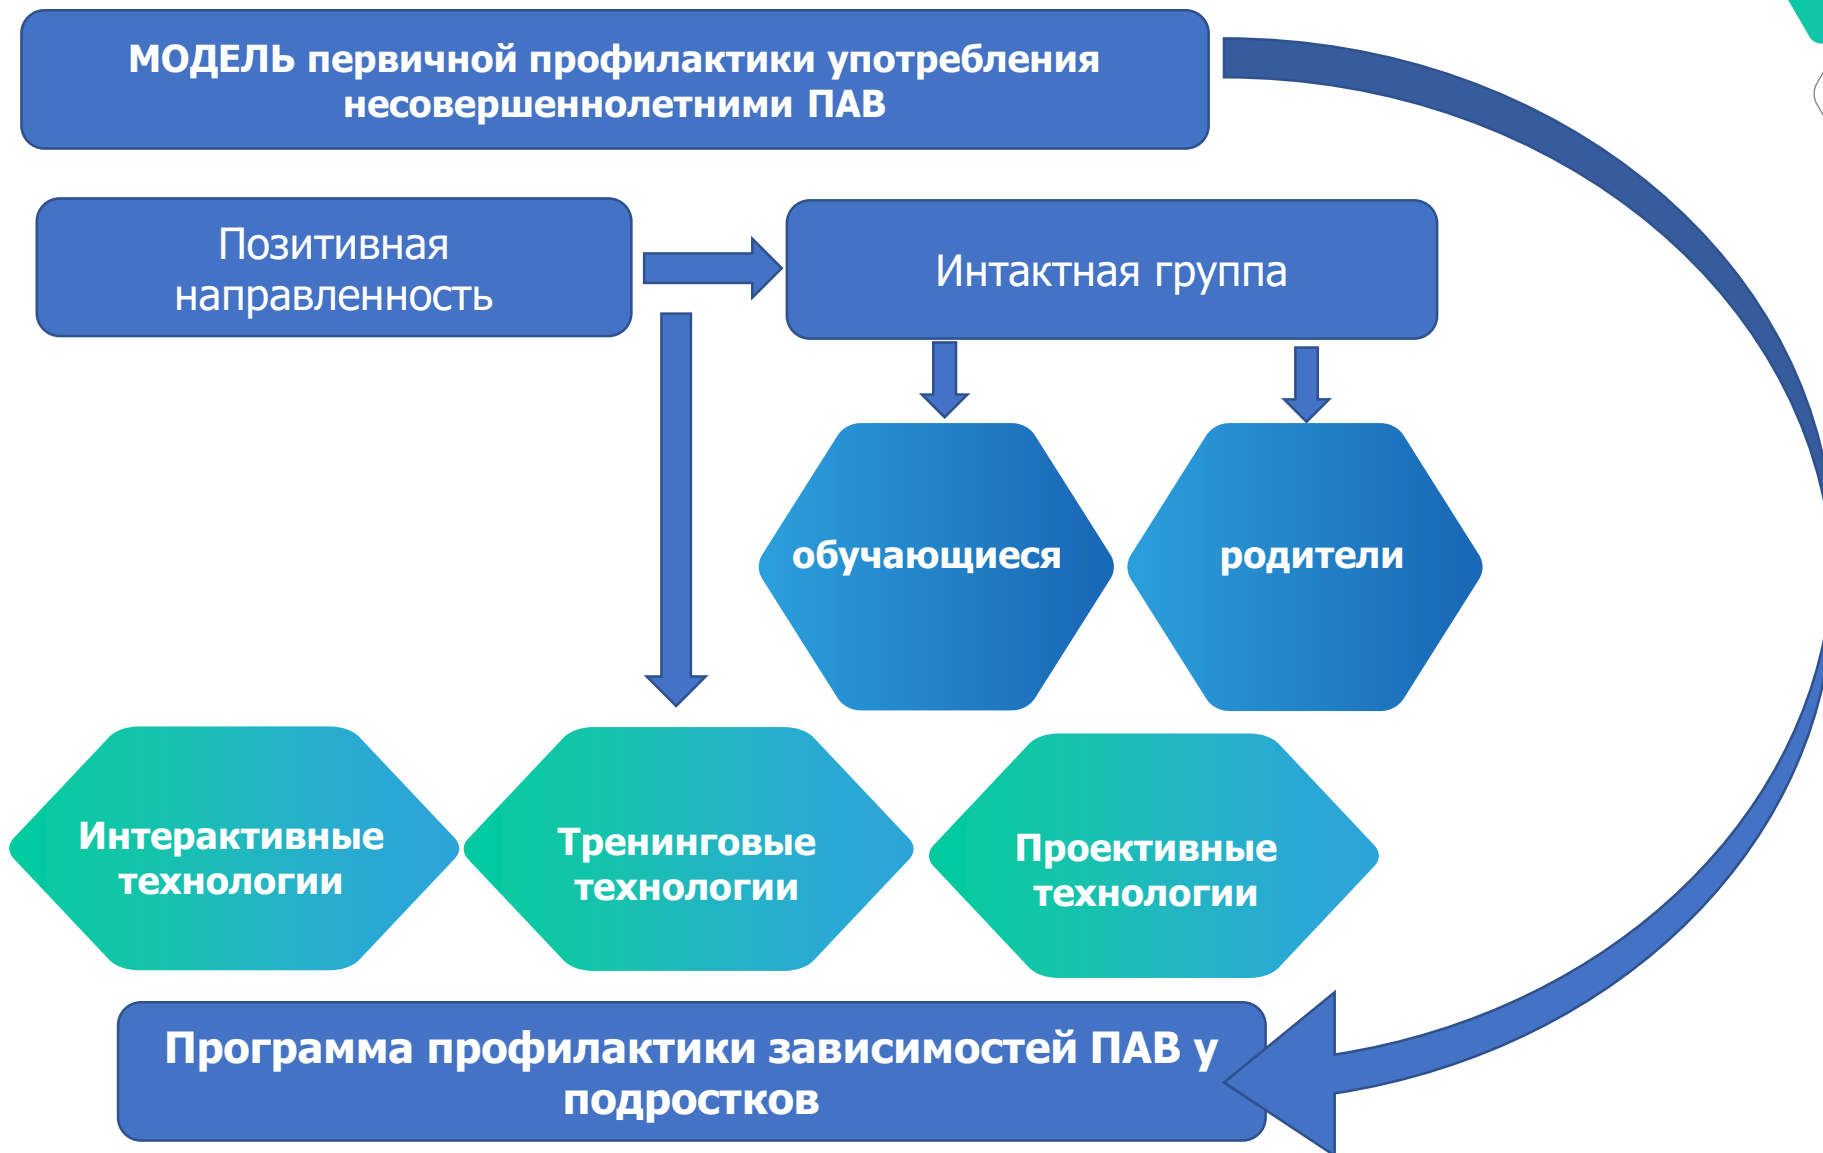 МОДЕЛЬ первичной профилактики употребления
несовершеннолетними ПАВ
Позитивная
направленность
Интактная группа
обучающиеся
родители
Интерактивные
технологии
Тренинговые
технологии
Проективные
технологии
Программа профилактики зависимостей ПАВ у
подростков